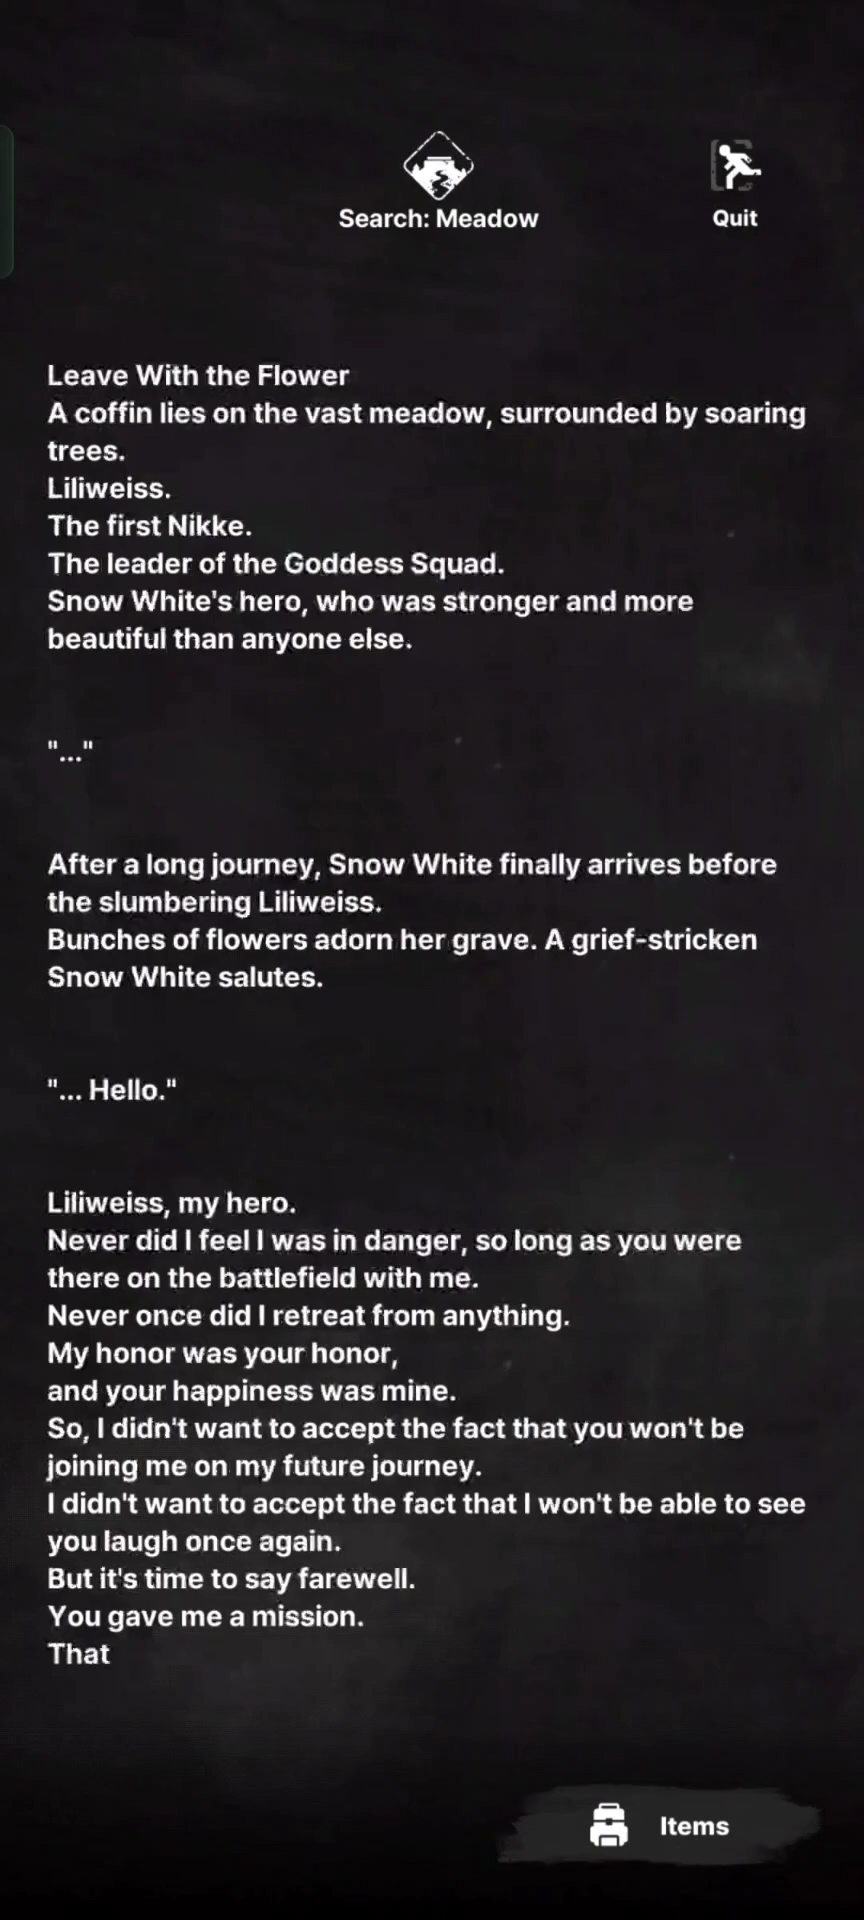 Search: Meadow
Quit
Leave With the Flower
A coffin lies on the vast meadow, surrounded by soaring
trees.
Liliweiss.
The first Nikke.
The leader of the Goddess Squad.
Snow White's hero, who was stronger and more
beautiful than anyone else.
"..."
After a long journey, Snow White finally arrives before
the slumbering Liliweiss.
Bunches of flowers adorn her grave. A grief-stricken
Snow White salutes.
"... Hello."
Liliweiss, my hero.
Never did I feel I was in danger, so long as you were
there on the battlefield with me.
Never once did I retreat from anything.
My honor was your honor,
and your happiness was mine.
So, I didn't want to accept the fact that you won't be
joining me on my future journey.
I didn't want to accept the fact that I won't be able to see
you laugh once again.
But it's time to say farewell.
You gave me a mission.
That
Items